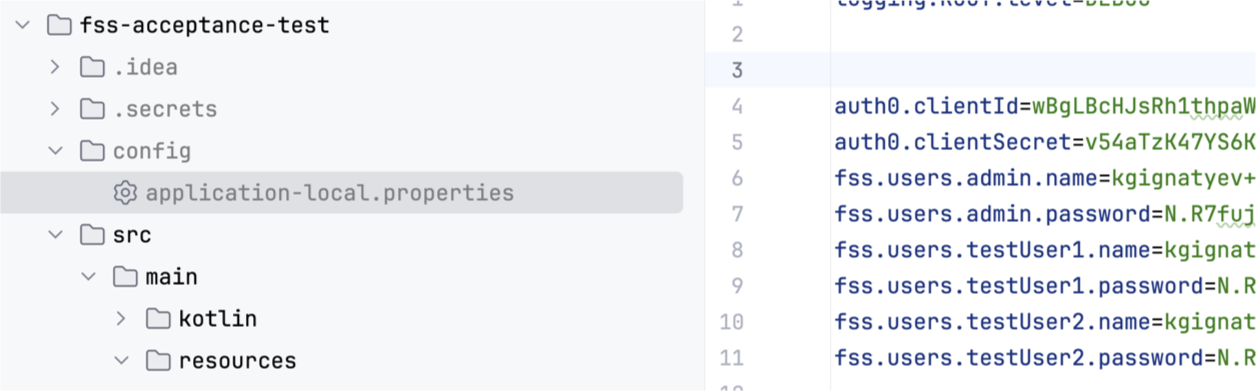 fss-acceptance-test
.idea
.secrets
config
application-local.properties
src
main
kotlin
resources
1
2
3
4 auth0.clientId=wBgLBcHJsRh1thpaW
5 auth0.clientSecret=v54aTzK47YS6K
6 fss.users.admin.name=kgignatyev+
7 fss.users.admin.password=N.R7fuj
8 fss.users.testUser1.name=kgignat
9 fss.users.testUser1.password=N.R
10 fss.users.testUser2.name=kgignat
11 fss.users.testUser2.password=N.R